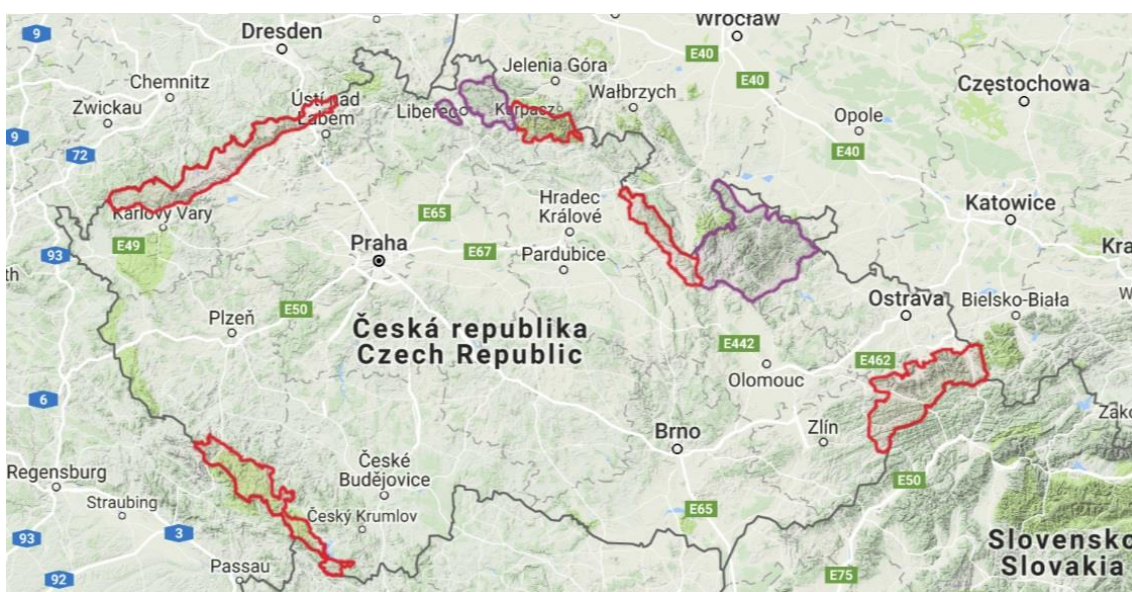 9
Dresden
Wrocław
E40
Jelenia Góra
Chemnitz
E40
Częstochowa
Zwickau
Ústí nad
Labem
Liberec
Karpacz
Wałbrzych
Opole
9
72
E40
Karlovy Vary
Hradec
Králové
Katowice
E65
93
E49
Praha
E67
Pardubice
Kra
th
Plzeň
E50
Ostrava
Bielsko-Biała
Česká republika
Czech Republic
E442
E462
Olomouc
6
Zlín
Brno
Regensburg
České
Budějovice
E50
Straubing
E65
Český Krumlov
93
3
Slovensko
Slovakia
Passau
92
E75